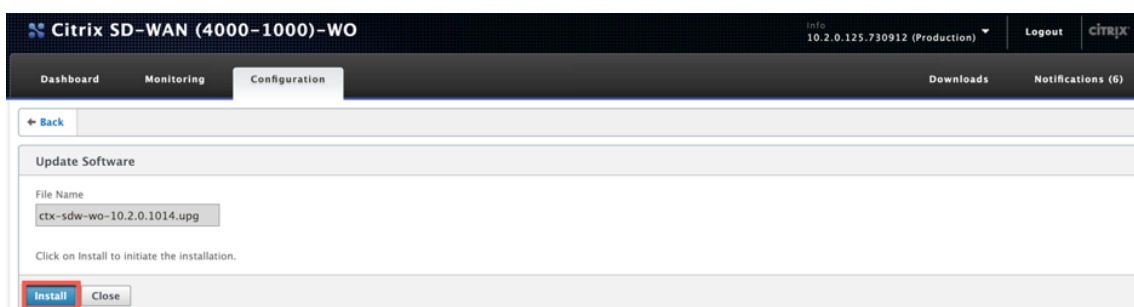 Citrix SD-WAN (4000-1000)-WO
Info
10.2.0.125.730912 (Production)
Logout
CİTRIX
Dashboard
Monitoring
Configuration
Downloads
Notifications (6)
Back
Update Software
File Name
ctx-sdw-wo-10.2.0.1014.upg
Click on Install to initiate the installation.
Install
Close